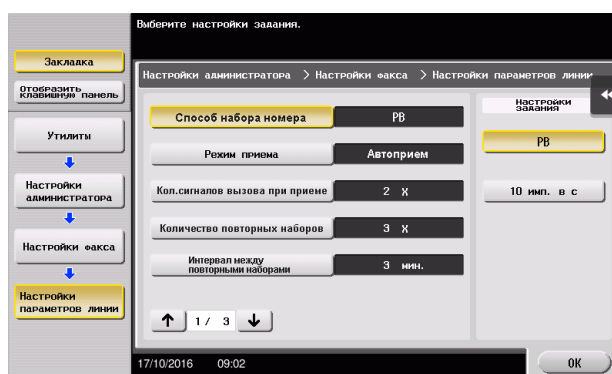 Выберите настройки задания.
Закладка
Отобразить
клавишную панель
Утилиты
Настройки
администратора
Настройки факса
Настройки
параметров линии
Настройки администратора > Настройки факса > Настройки параметров линии
Способ набора номера
PB
Режим приема
Автоприем
Кол.сигналов вызова при приеме
2 X
Количество повторных наборов
3 X
Интервал между
повторными наборами
3 мин.
↑ 1/ 3 ↓
Настройки
задания
PB
10 имп. в с
17/10/2016 09:02
OK